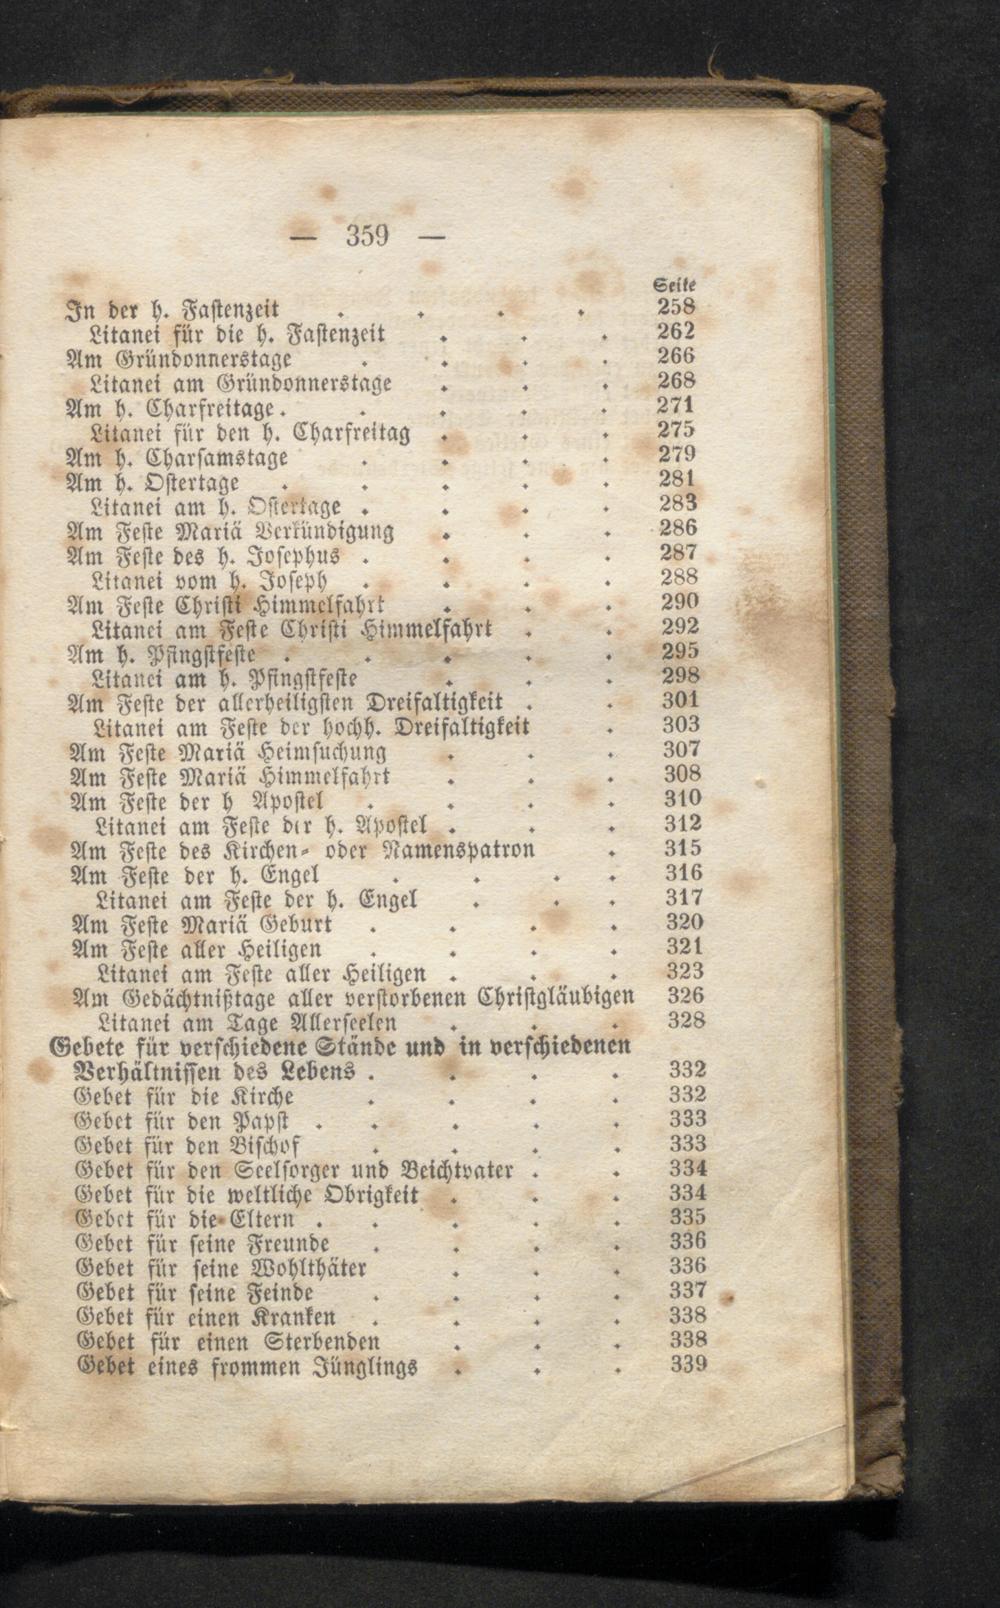 — 359 —
Seite
In der h. Fastenzeit . . . . 258
Litanei für die h. Fastenzeit . . . 262
Am Gründonnerstage . . . . 266
Litanei am Gründonnerstage . . . 268
Am h. Charfreitage . . . . . 271
Litanei für den h. Charfreitag . . . 275
Am h. Charsamstage . . . . 279
Am h. Ostertage . . . . . 281
Litanei am h. Ostertage . . . . 283
Am Feste Mariä Verkündigung . . . 286
Am Feste des h. Josephus . . . . 287
Litanei vom h. Joseph . . . . 288
Am Feste Christi Himmelfahrt . . . 290
Litanei am Feste Christi Himmelfahrt . . 292
Am h. Pfingstfeste . . . . . 295
Litanei am h. Pfingstfeste . . . 298
Am Feste der allerheiligsten Dreifaltigkeit . . 301
Litanei am Feste der hochh. Dreifaltigkeit . 303
Am Feste Mariä Heimsuchung . . . 307
Am Feste Mariä Himmelfahrt . . . 308
Am Feste der h Apostel . . . . 310
Litanei am Feste der h. Apostel . . . 312
Am Feste des Kirchen- oder Namenspatron . 315
Am Feste der h. Engel . . . . 316
Litanei am Feste der h. Engel . . . 317
Am Feste Mariä Geburt . . . . 320
Am Feste aller Heiligen . . . . 321
Litanei am Feste aller Heiligen . . . 323
Am Gedächtnißtage aller verstorbenen Christgläubigen 326
Litanei am Tage Allerseelen . . . 328
Gebete für verschiedene Stände und in verschiedenen
Verhältnissen des Lebens . . . . 332
Gebet für die Kirche . . . . 332
Gebet für den Papst . . . . . 333
Gebet für den Bischof . . . . 333
Gebet für den Seelsorger und Beichtvater . . 334
Gebet für die weltliche Obrigkeit . . . 334
Gebet für die Eltern . . . . . 335
Gebet für seine Freunde . . . . 336
Gebet für seine Wohlthäter . . . 336
Gebet für seine Feinde . . . . 337
Gebet für einen Kranken . . . . 338
Gebet für einen Sterbenden . . . 338
Gebet eines frommen Jünglings . . . 339